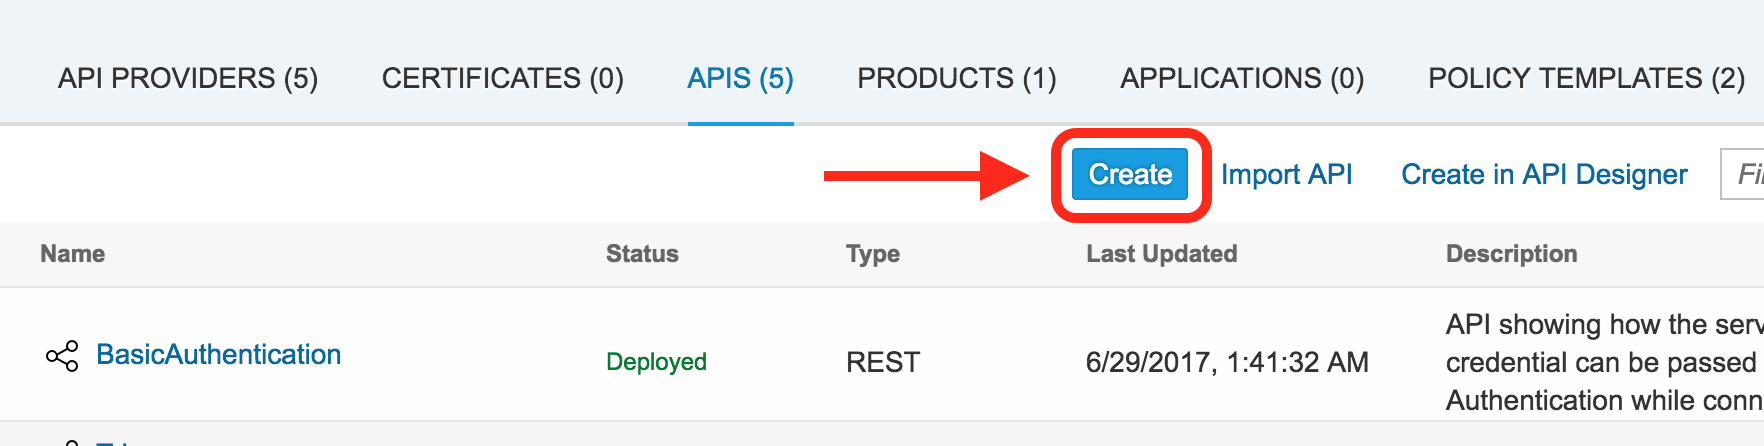 API PROVIDERS (5) CERTIFICATES (0) APIS (5) PRODUCTS (1) APPLICATIONS (0) POLICY TEMPLATES (2)
Create Import API Create in API Designer
Name Status Type Last Updated Description
BasicAuthentication Deployed REST 6/29/2017, 1:41:32 AM
API showing how the serv
credential can be passed
Authentication while conn